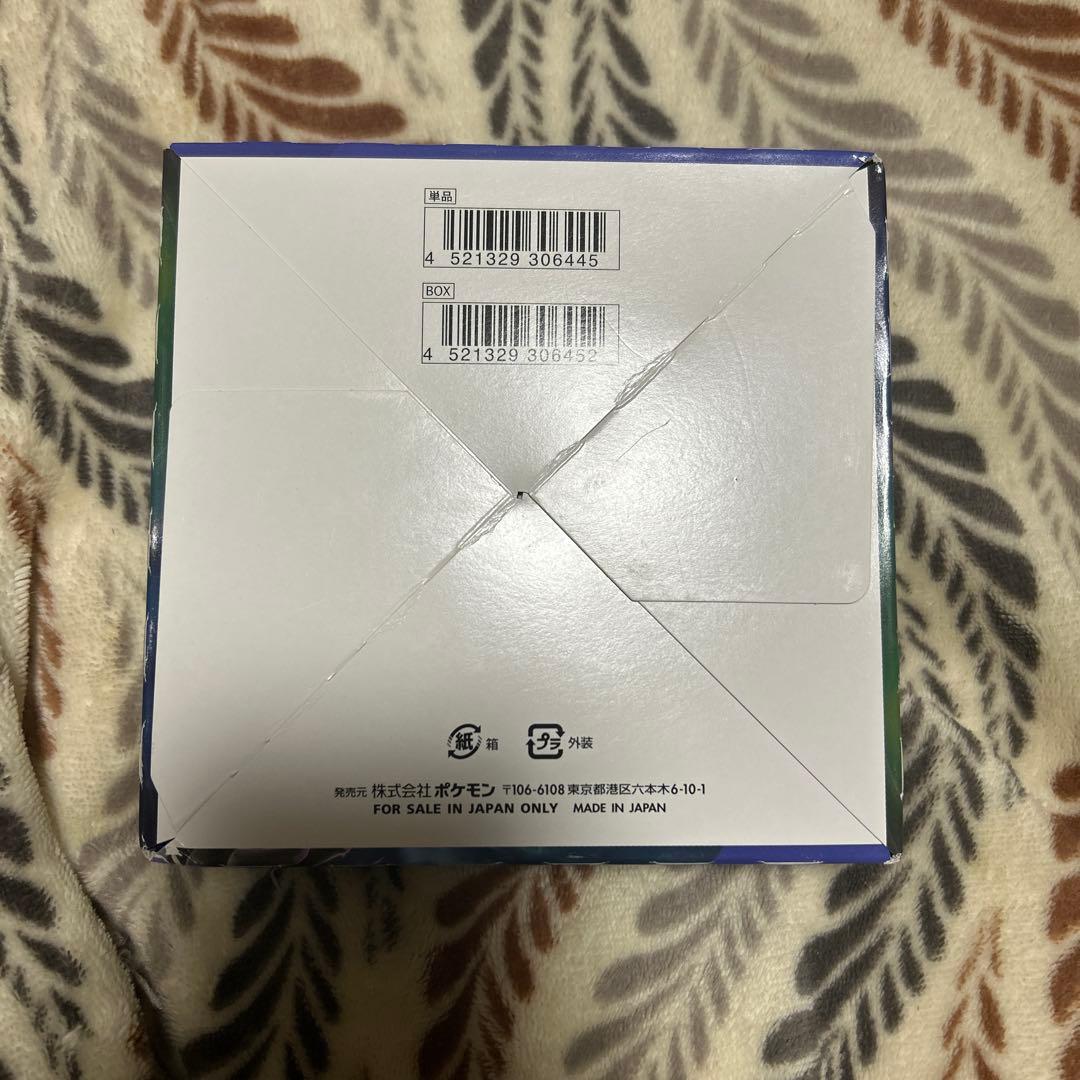 単品
4 521329 306445
BOX
4 521329 306452
紙 箱 プラ 外装
発売元 株式会社ポケモン 〒106-6108 東京都港区六本木6-10-1
FOR SALE IN JAPAN ONLY MADE IN JAPAN